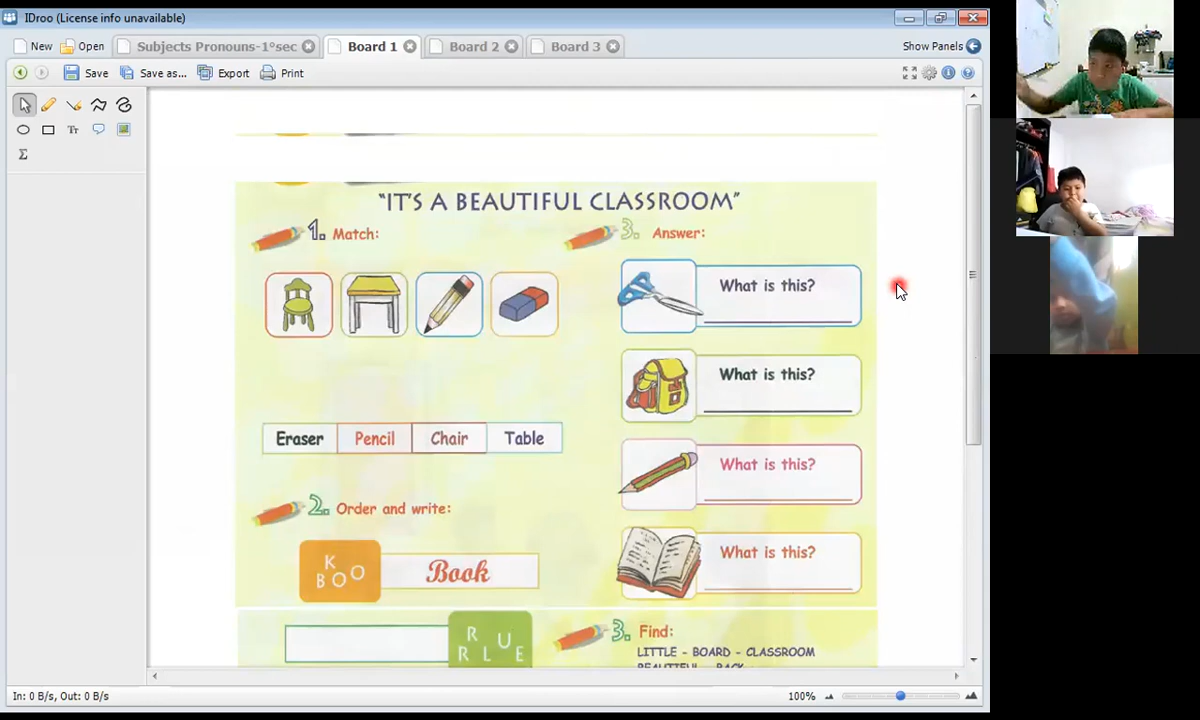 IDroo (License info unavailable)
New Open Subjects Pronouns-1°sec Board 1 Board 2 Board 3 Show Panels
Save Save as... Export Print
Tт
Σ
"IT'S A BEAUTIFUL CLASSROOM"
1. Match:
Eraser Pencil Chair Table
2. Order and write:
K
B O O
Book
R U
R L E
3. Answer:
What is this?
What is this?
What is this?
What is this?
3. Find:
LITTLE - BOARD - CLASSROOM
BEAUTIFUL - BACK
In: 0 B/s, Out: 0 B/s
100%